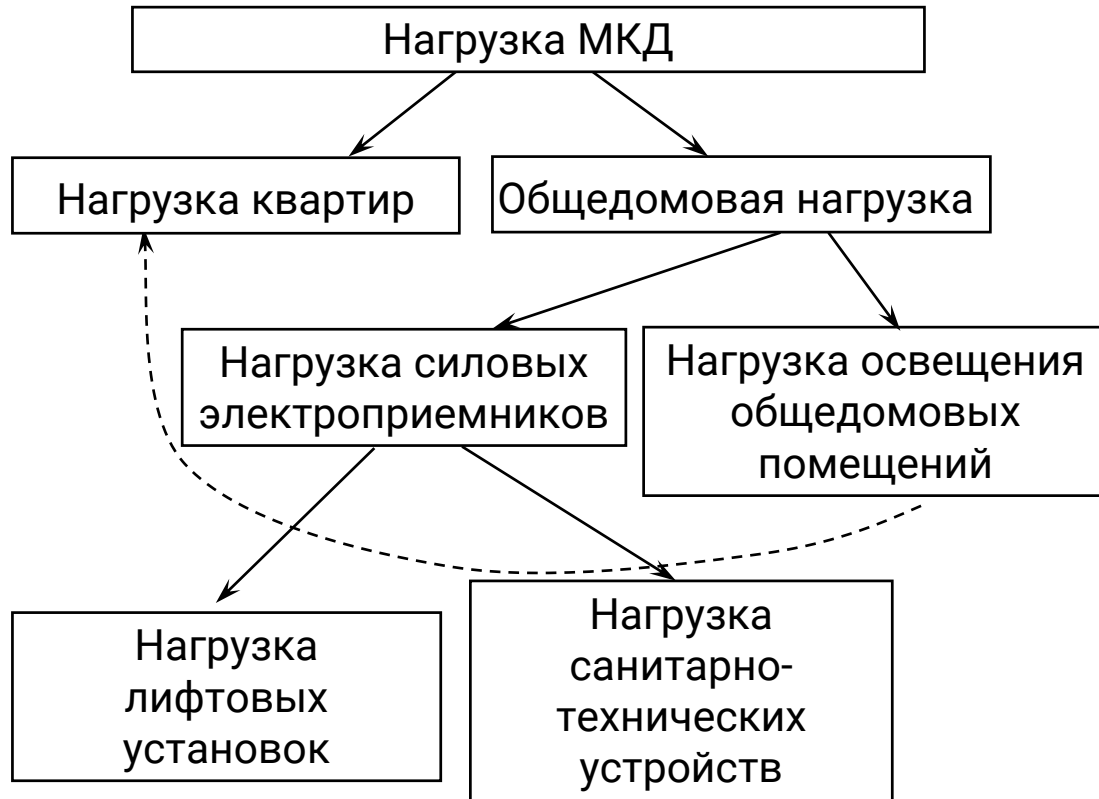 Нагрузка МКД
Нагрузка квартир
Общедомовая нагрузка
Нагрузка силовых
электроприемников
Нагрузка освещения
общедомовых
помещений
Нагрузка
лифтовых
установок
Нагрузка
санитарно-
технических
устройств